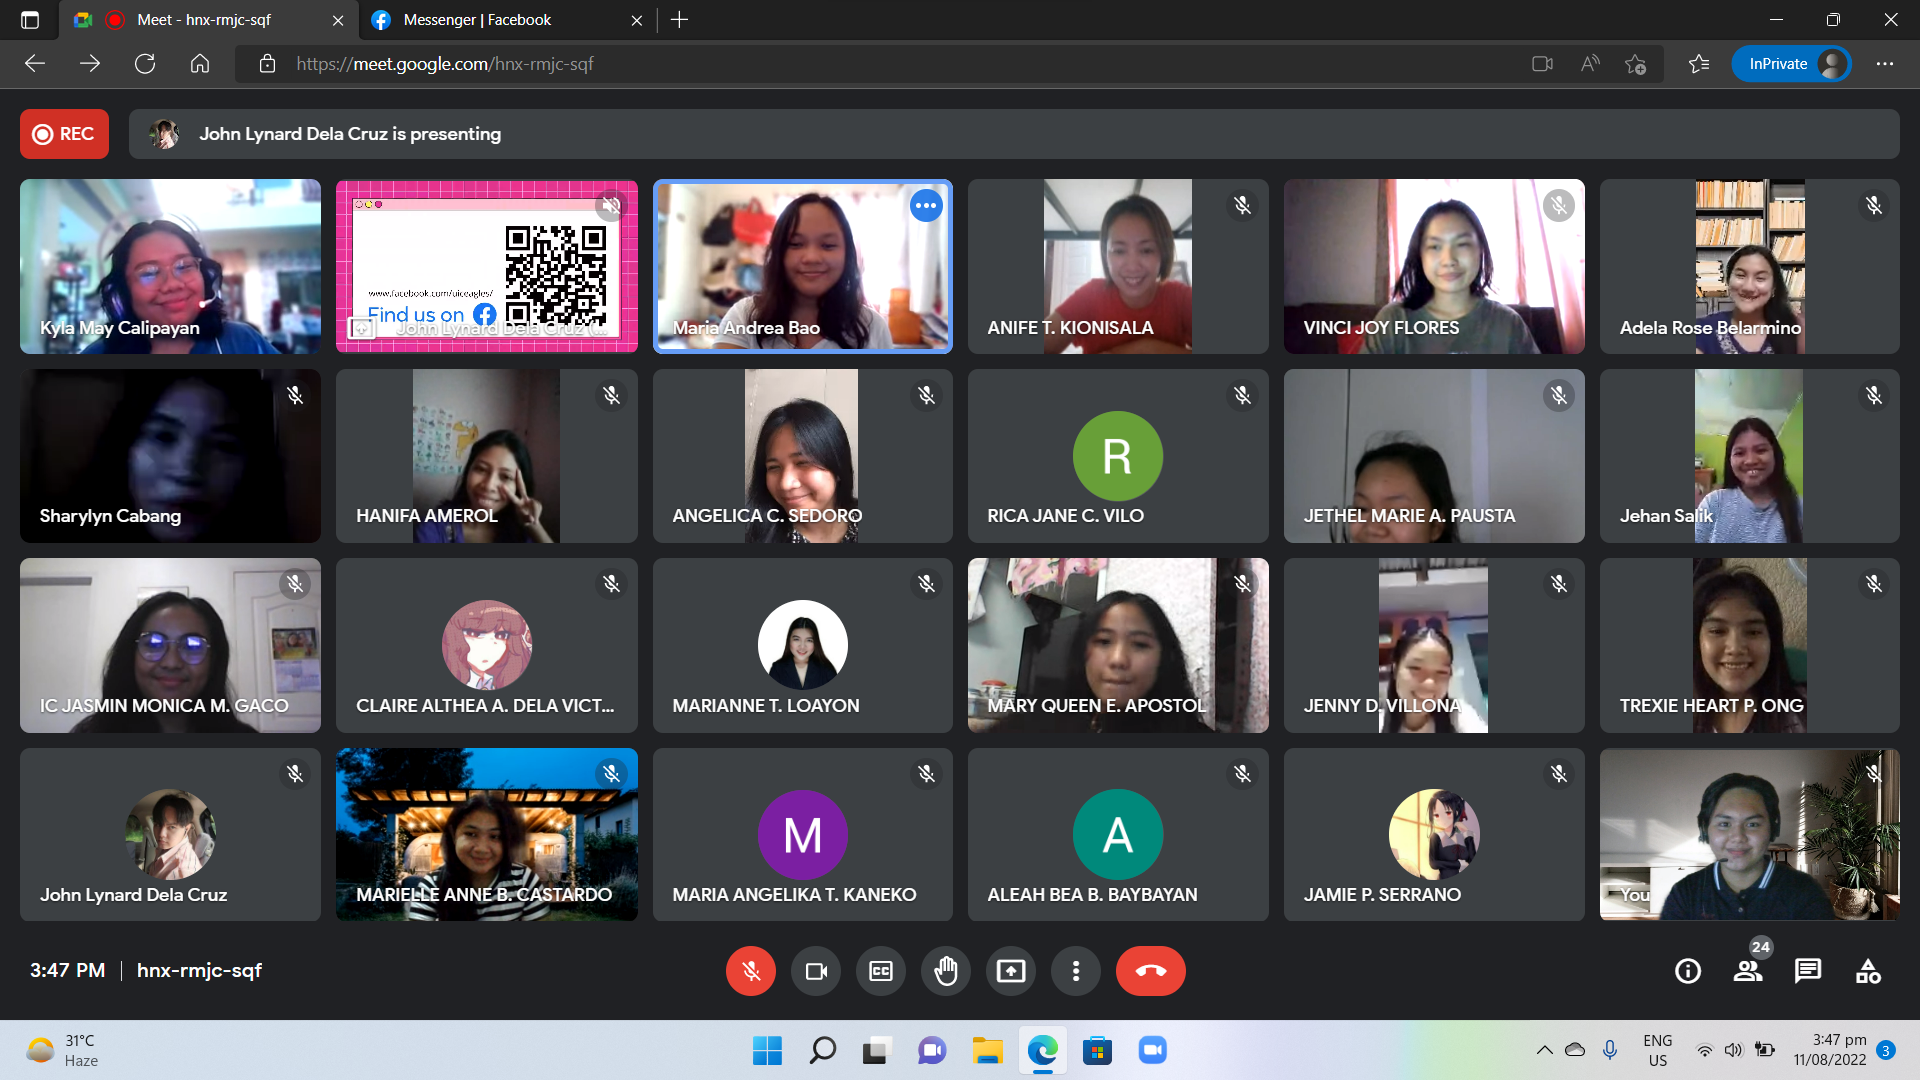 Meet - hnx-rmjc-sqf
Messenger | Facebook
https://meet.google.com/hnx-rmjc-sqf
InPrivate
REC
John Lynard Dela Cruz is presenting
Kyla May Calipayan
www.facebook.com/uiceagles/
Find us on
John Lynard Dela Cruz (...
Maria Andrea Bao
ANIFE T. KIONISALA
VINCI JOY FLORES
Adela Rose Belarmino
Sharylyn Cabang
HANIFA AMEROL
ANGELICA C. SEDORO
R
RICA JANE C. VILO
JETHEL MARIE A. PAUSTA
Jehan Salik
IC JASMIN MONICA M. GACO
CLAIRE ALTHEA A. DELA VICT...
MARIANNE T. LOAYON
MARY QUEEN E. APOSTOL
JENNY D. VILLONA
TREXIE HEART P. ONG
John Lynard Dela Cruz
MARIELLE ANNE B. CASTARDO
M
MARIA ANGELIKA T. KANEKO
A
ALEAH BEA B. BAYBAYAN
JAMIE P. SERRANO
You
3:47 PM | hnx-rmjc-sqf
CC
24
31°C
Haze
ENG
US
3:47 pm
11/08/2022
3